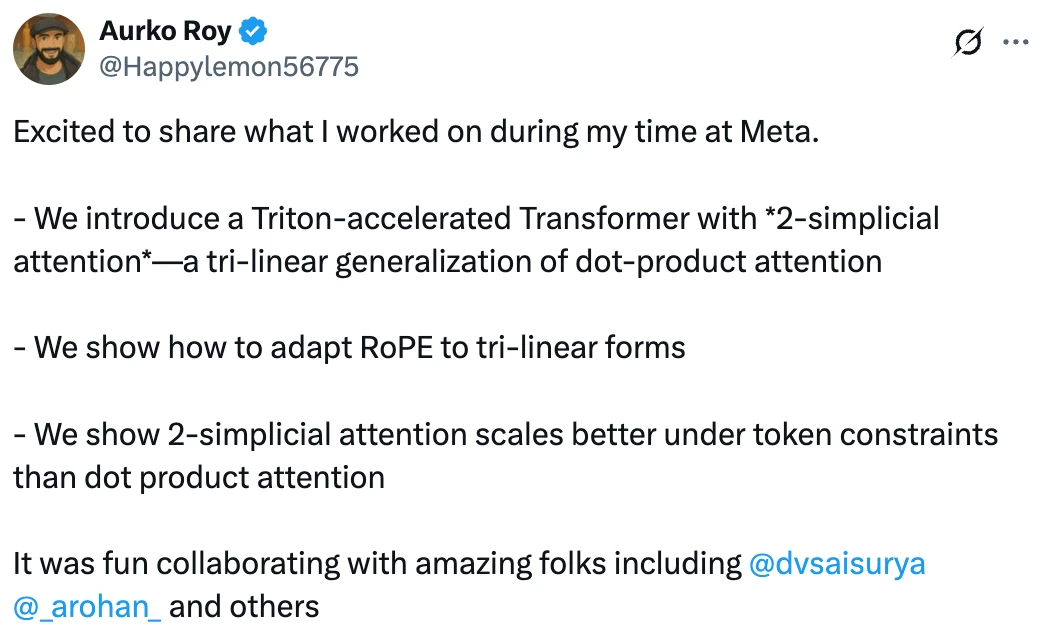 Aurko Roy
@Happylemon56775
Excited to share what I worked on during my time at Meta.
- We introduce a Triton-accelerated Transformer with *2-simplicial
attention*—a tri-linear generalization of dot-product attention
- We show how to adapt RoPE to tri-linear forms
- We show 2-simplicial attention scales better under token constraints
than dot product attention
It was fun collaborating with amazing folks including @dvsaisurya
@_arohan_ and others